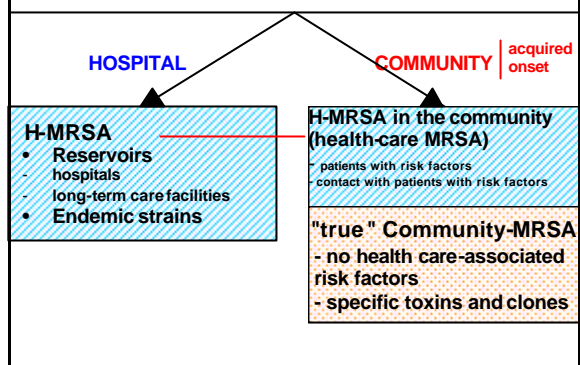 HOSPITAL
COMMUNITY
acquired
onset
H-MRSA
• Reservoirs
- hospitals
- long-term care facilities
• Endemic strains
H-MRSA in the community
(health-care MRSA)
- patients with risk factors
- contact with patients with risk factors
"true" Community-MRSA
- no health care-associated
risk factors
- specific toxins and clones